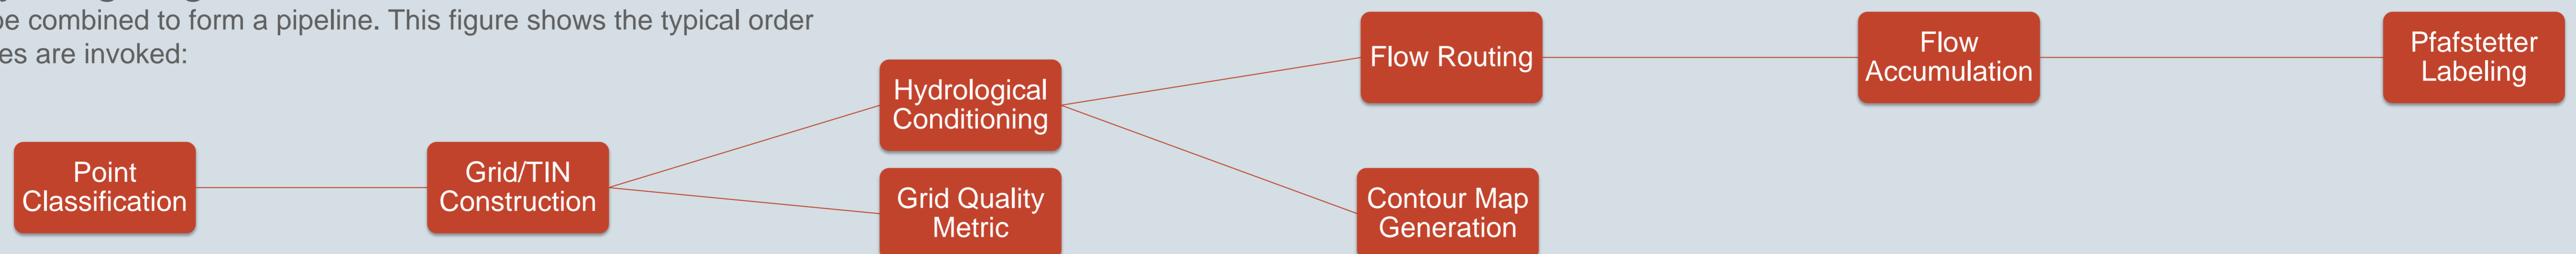 be combined to form a pipeline. This figure shows the typical order
es are invoked:
Point
Classification
Grid/TIN
Construction
Hydrological
Conditioning
Grid Quality
Metric
Flow Routing
Contour Map
Generation
Flow
Accumulation
Pfafstetter
Labeling